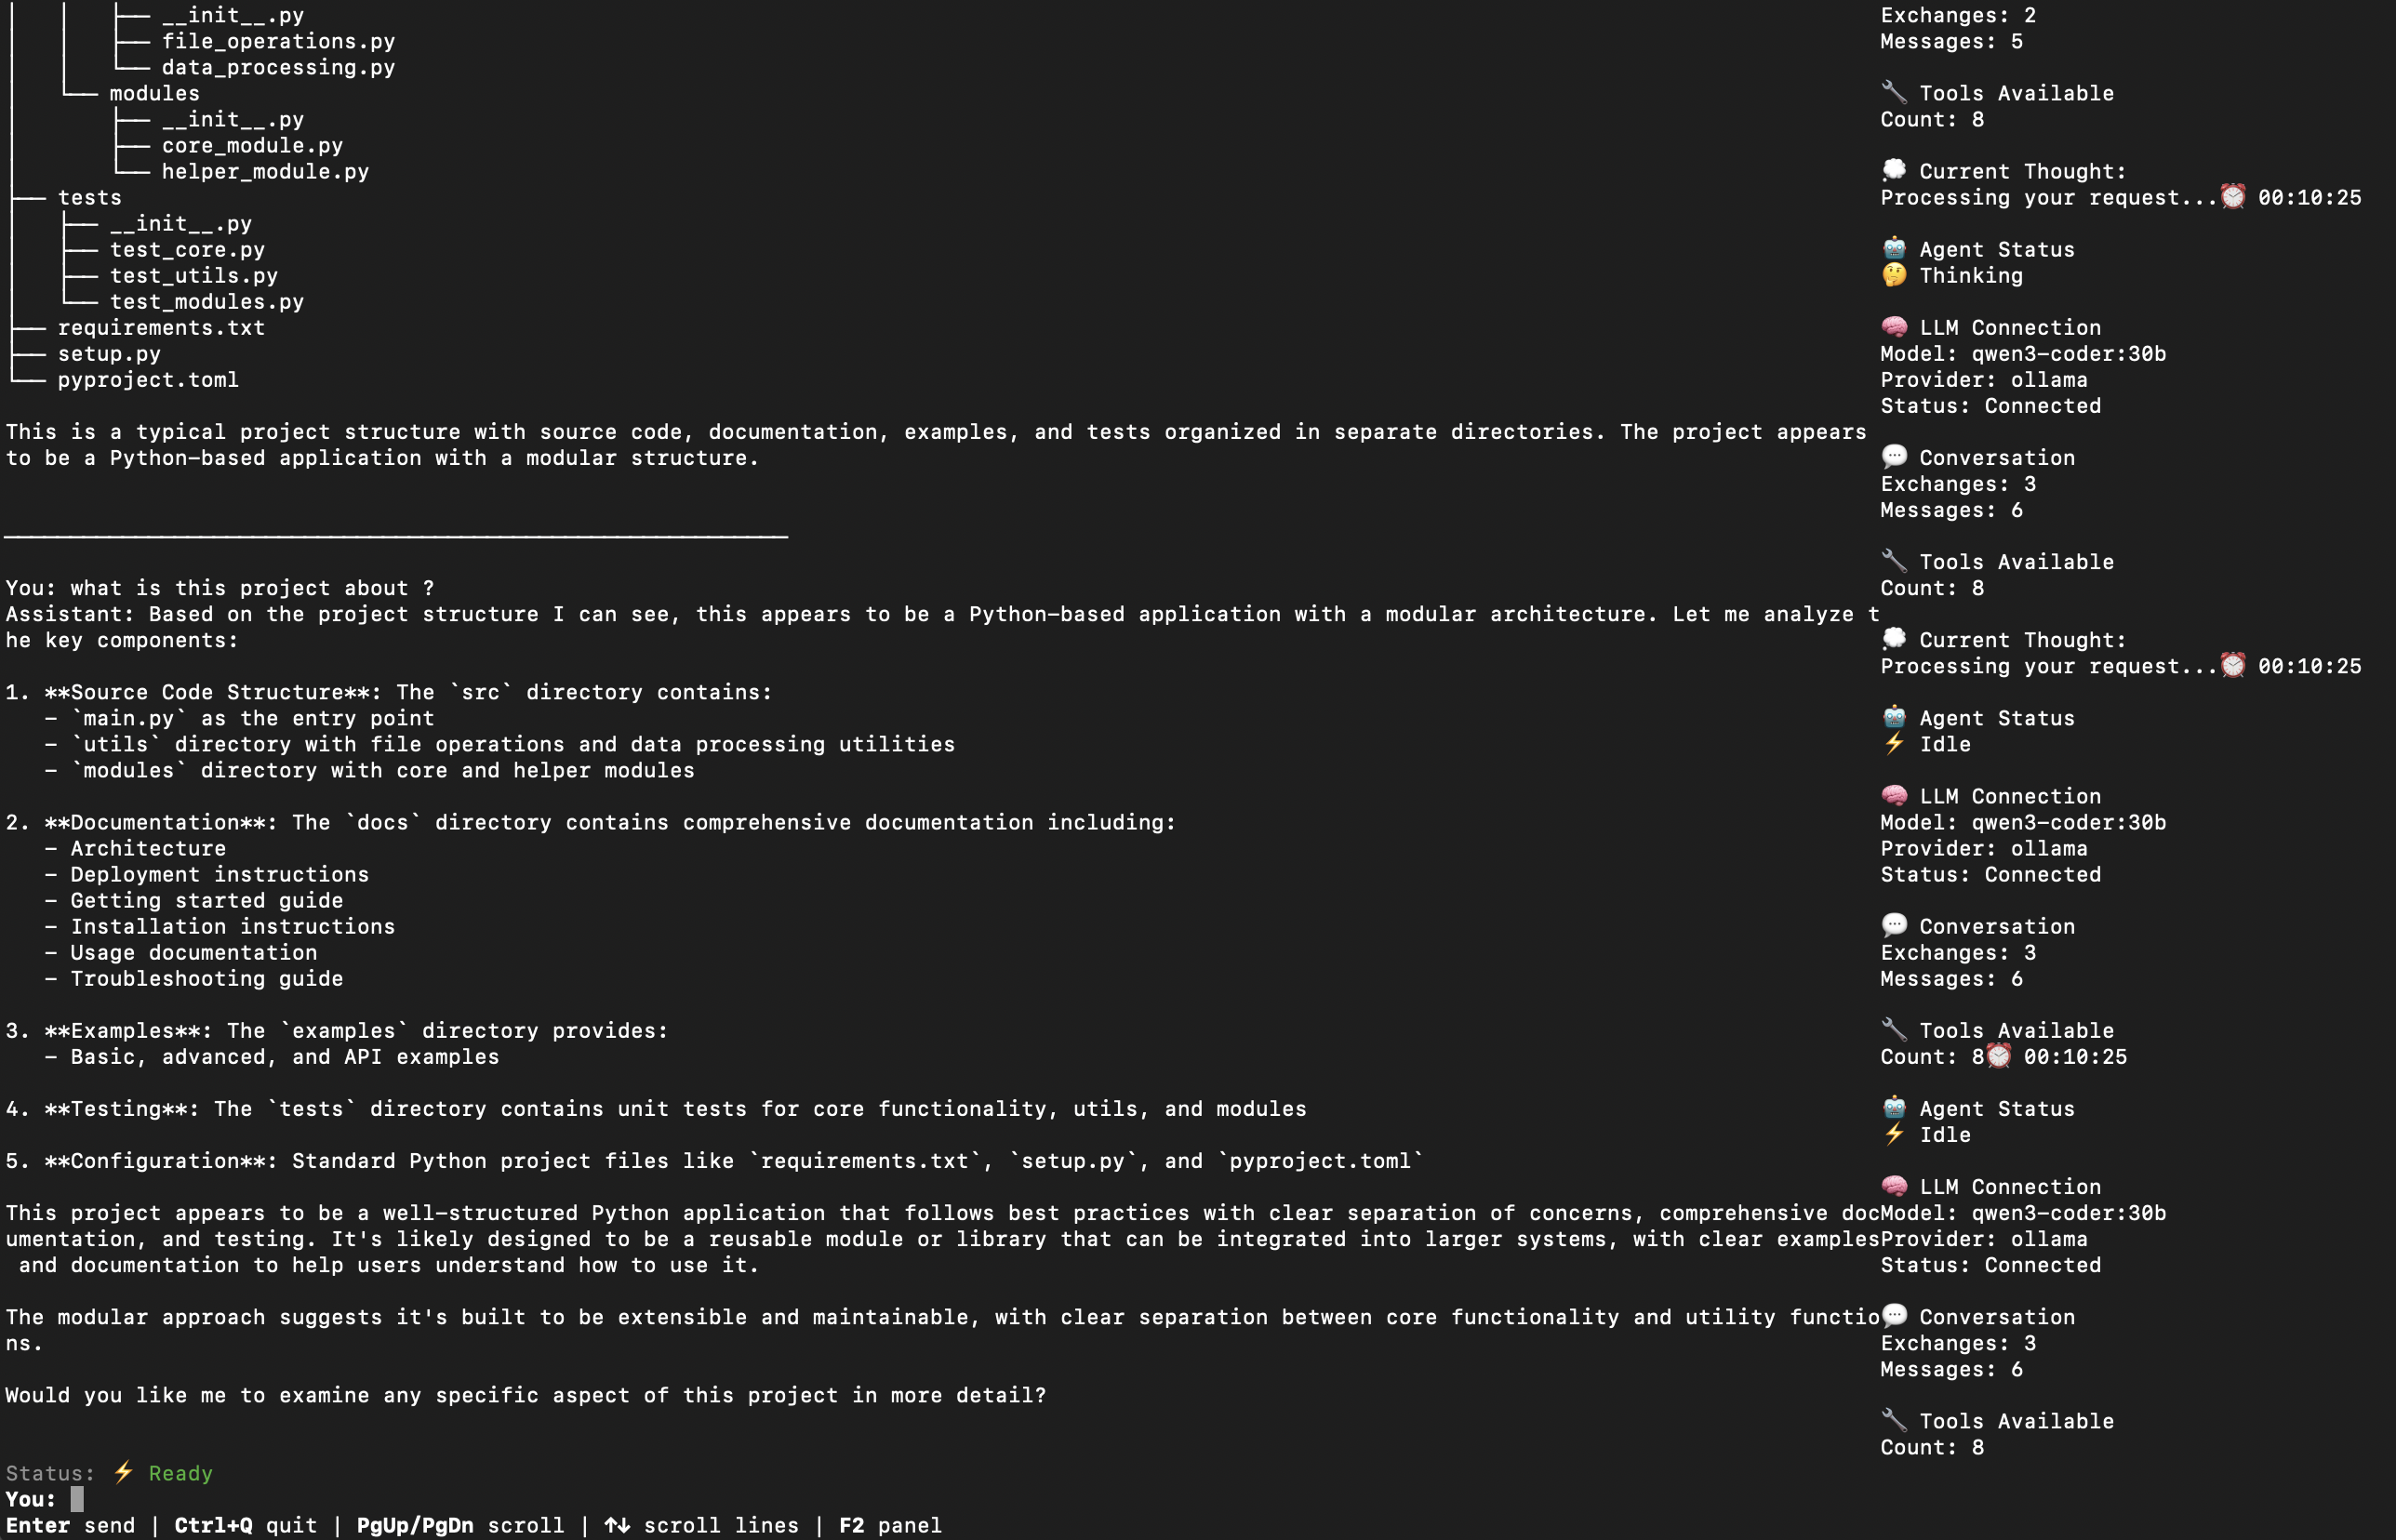 │   │   ├── __init__.py
│   │   ├── file_operations.py
│   │   └── data_processing.py
│   └── modules
│       ├── __init__.py
│       ├── core_module.py
│       └── helper_module.py
├── tests
│   ├── __init__.py
│   ├── test_core.py
│   ├── test_utils.py
│   └── test_modules.py
├── requirements.txt
├── setup.py
└── pyproject.toml

This is a typical project structure with source code, documentation, examples, and tests organized in separate directories. The project appears
to be a Python-based application with a modular structure.

────────────────────────────────────────────────────────────

You: what is this project about ?
Assistant: Based on the project structure I can see, this appears to be a Python-based application with a modular architecture. Let me analyze t
he key components:

1. **Source Code Structure**: The `src` directory contains:
   - `main.py` as the entry point
   - `utils` directory with file operations and data processing utilities
   - `modules` directory with core and helper modules

2. **Documentation**: The `docs` directory contains comprehensive documentation including:
   - Architecture
   - Deployment instructions
   - Getting started guide
   - Installation instructions
   - Usage documentation
   - Troubleshooting guide

3. **Examples**: The `examples` directory provides:
   - Basic, advanced, and API examples

4. **Testing**: The `tests` directory contains unit tests for core functionality, utils, and modules

5. **Configuration**: Standard Python project files like `requirements.txt`, `setup.py`, and `pyproject.toml`

This project appears to be a well-structured Python application that follows best practices with clear separation of concerns, comprehensive doc
umentation, and testing. It's likely designed to be a reusable module or library that can be integrated into larger systems, with clear examples
 and documentation to help users understand how to use it.

The modular approach suggests it's built to be extensible and maintainable, with clear separation between core functionality and utility functio
ns.

Would you like me to examine any specific aspect of this project in more detail?

Status: ⚡ Ready
You:
Enter send | Ctrl+Q quit | PgUp/PgDn scroll | ↑↓ scroll lines | F2 panel

Exchanges: 2
Messages: 5

🔧 Tools Available
Count: 8

💭 Current Thought:
Processing your request...⏰ 00:10:25

🤖 Agent Status
🤔 Thinking

🧠 LLM Connection
Model: qwen3-coder:30b
Provider: ollama
Status: Connected

💬 Conversation
Exchanges: 3
Messages: 6

🔧 Tools Available
Count: 8

💭 Current Thought:
Processing your request...⏰ 00:10:25

🤖 Agent Status
⚡ Idle

🧠 LLM Connection
Model: qwen3-coder:30b
Provider: ollama
Status: Connected

💬 Conversation
Exchanges: 3
Messages: 6

🔧 Tools Available
Count: 8⏰ 00:10:25

🤖 Agent Status
⚡ Idle

🧠 LLM Connection
Model: qwen3-coder:30b
Provider: ollama
Status: Connected

💬 Conversation
Exchanges: 3
Messages: 6

🔧 Tools Available
Count: 8